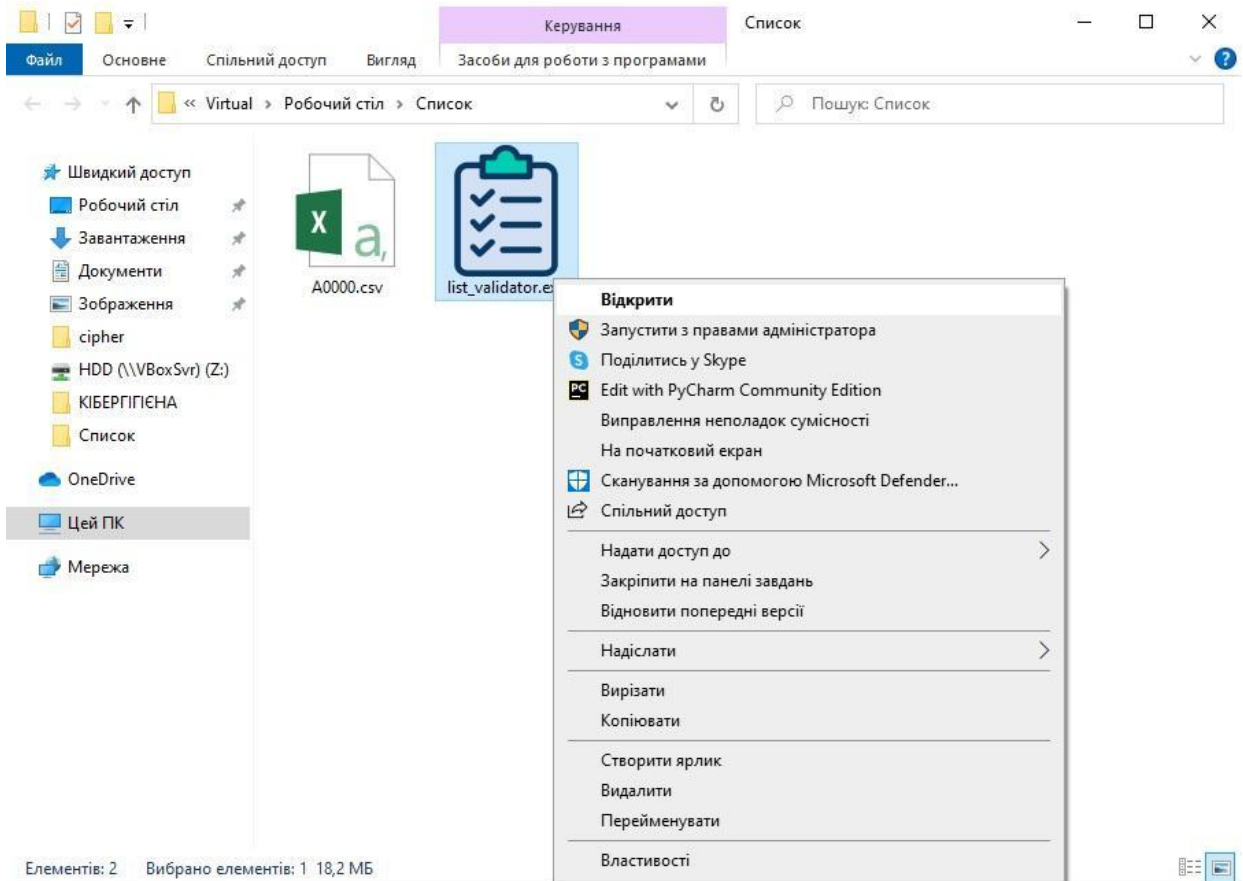 Керування
Список
Файл
Основне
Спільний доступ
Вигляд
Засоби для роботи з програмами
« Virtual › Робочий стіл › Список
Пошук: Список
Швидкий доступ
Робочий стіл
Завантаження
Документи
Зображення
cipher
HDD (\\VBoxSvr) (Z:)
КІБЕРГІГІЄНА
Список
OneDrive
Цей ПК
Мережа
X
a,
A0000.csv
list_validator.ex
Відкрити
Запустити з правами адміністратора
Поділитись у Skype
Edit with PyCharm Community Edition
Виправлення неполадок сумісності
На початковий екран
Сканування за допомогою Microsoft Defender...
Спільний доступ
Надати доступ до
Закріпити на панелі завдань
Відновити попередні версії
Надіслати
Вирізати
Копіювати
Створити ярлик
Видалити
Перейменувати
Властивості
Елементів: 2 Вибрано елементів: 1 18,2 МБ